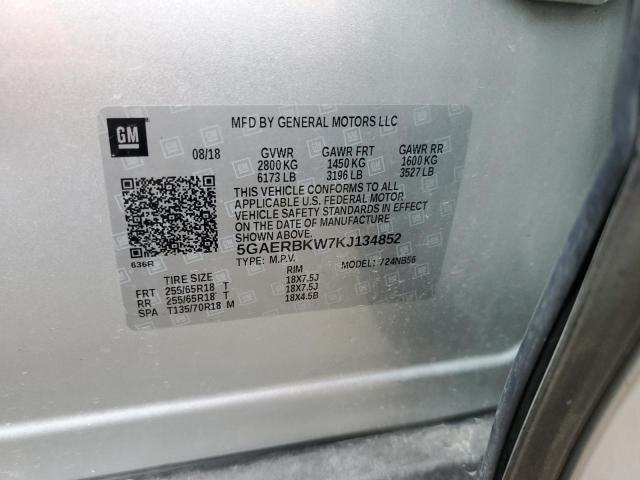 GM
MFD BY GENERAL MOTORS LLC
08/18 GVWR GAWR FRT GAWR RR
2800 KG 1450 KG 1600 KG
6173 LB 3196 LB 3527 LB
THIS VEHICLE CONFORMS TO ALL
APPLICABLE U.S. FEDERAL MOTOR
VEHICLE SAFETY STANDARDS IN EFFECT
ON THE DATE OF MANUFACTURE
SHOWN ABOVE.
5GAERBKW7KJ134852
636R TYPE: M.P.V. MODEL: 724NB56
TIRE SIZE RIM
FRT 255/65R18 T 18X7.5J
RR 255/65R18 T 18X7.5J
SPA T135/70R18 M 18X4.5B